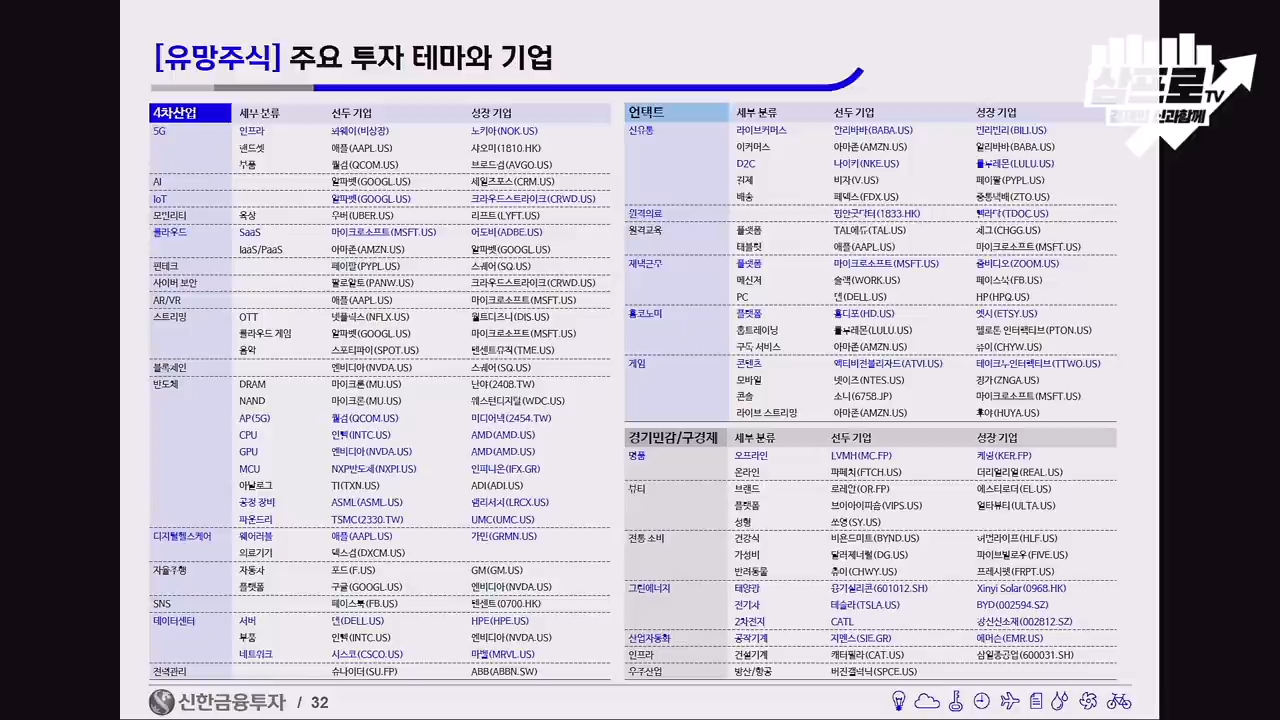 [유망주식] 주요 투자 테마와 기업
삼프로TV
경제의 신과함께
4차산업 세부 분류 선두 기업 성장 기업
5G 인프라 화웨이(비상장) 노키아(NOK.US)
핸드셋 애플(AAPL.US) 샤오미(1810.HK)
부품 퀄컴(QCOM.US) 브로드컴(AVGO.US)
AI 알파벳(GOOGL.US) 세일즈포스(CRM.US)
IoT 알파벳(GOOGL.US) 크라우드스트라이크(CRWD.US)
모빌리티 육상 우버(UBER.US) 리프트(LYFT.US)
클라우드 SaaS 마이크로소프트(MSFT.US) 어도비(ADBE.US)
IaaS/PaaS 아마존(AMZN.US) 알파벳(GOOGL.US)
핀테크 페이팔(PYPL.US) 스퀘어(SQ.US)
사이버 보안 팔로알토(PANW.US) 크라우드스트라이크(CRWD.US)
AR/VR 애플(AAPL.US) 마이크로소프트(MSFT.US)
스트리밍 OTT 넷플릭스(NFLX.US) 월트디즈니(DIS.US)
클라우드 게임 알파벳(GOOGL.US) 마이크로소프트(MSFT.US)
음악 스포티파이(SPOT.US) 텐센트뮤직(TME.US)
블록체인 엔비디아(NVDA.US) 스퀘어(SQ.US)
반도체 DRAM 마이크론(MU.US) 난야(2408.TW)
NAND 마이크론(MU.US) 웨스턴디지털(WDC.US)
AP(5G) 퀄컴(QCOM.US) 미디어텍(2454.TW)
CPU 인텔(INTC.US) AMD(AMD.US)
GPU 엔비디아(NVDA.US) AMD(AMD.US)
MCU NXP반도체(NXPI.US) 인피니온(IFX.GR)
아날로그 TI(TXN.US) ADI(ADI.US)
공정 장비 ASML(ASML.US) 램리서치(LRCX.US)
파운드리 TSMC(2330.TW) UMC(UMC.US)
디지털헬스케어 웨어러블 애플(AAPL.US) 가민(GRMN.US)
의료기기 덱스컴(DXCM.US)
자율주행 자동차 포드(F.US) GM(GM.US)
플랫폼 구글(GOOGL.US) 엔비디아(NVDA.US)
SNS 페이스북(FB.US) 텐센트(0700.HK)
데이터센터 서버 델(DELL.US) HPE(HPE.US)
부품 인텔(INTC.US) 엔비디아(NVDA.US)
네트워크 시스코(CSCO.US) 마벨(MRVL.US)
전력관리 슈나이더(SU.FP) ABB(ABBN.SW)
언택트 세부 분류 선두 기업 성장 기업
신유통 라이브커머스 알리바바(BABA.US) 빌리빌리(BILI.US)
이커머스 아마존(AMZN.US) 알리바바(BABA.US)
D2C 나이키(NKE.US) 룰루레몬(LULU.US)
결제 비자(V.US) 페이팔(PYPL.US)
배송 페덱스(FDX.US) 중통택배(ZTO.US)
원격의료 핑안굿닥터(1833.HK) 텔라닥(TDOC.US)
원격교육 플랫폼 TAL에듀(TAL.US) 체그(CHGG.US)
태블릿 애플(AAPL.US) 마이크로소프트(MSFT.US)
재택근무 플랫폼 마이크로소프트(MSFT.US) 줌비디오(ZOOM.US)
메신저 슬랙(WORK.US) 페이스북(FB.US)
PC 델(DELL.US) HP(HPQ.US)
홈코노미 플랫폼 홈디포(HD.US) 엣시(ETSY.US)
홈트레이닝 룰루레몬(LULU.US) 펠로톤 인터랙티브(PTON.US)
구독 서비스 아마존(AMZN.US) 츄이(CHYW.US)
게임 콘텐츠 액티비전블리자드(ATVI.US) 테이크투인터랙티브(TTWO.US)
모바일 넷이즈(NTES.US) 징가(ZNGA.US)
콘솔 소니(6758.JP) 마이크로소프트(MSFT.US)
라이브 스트리밍 아마존(AMZN.US) 후야(HUYA.US)
경기민감/구경제 세부 분류 선두 기업 성장 기업
명품 오프라인 LVMH(MC.FP) 케링(KER.FP)
온라인 파페치(FTCH.US) 더리얼리얼(REAL.US)
뷰티 브랜드 로레알(OR.FP) 에스티로더(EL.US)
플랫폼 브이아이피숍(VIPS.US) 얼타뷰티(ULTA.US)
성형 쏘영(SY.US)
전통 소비 건강식 비욘드미트(BYND.US) 허벌라이프(HLF.US)
가성비 달러제너럴(DG.US) 파이브빌로우(FIVE.US)
반려동물 츄이(CHWY.US) 프레시펫(FRPT.US)
그린에너지 태양광 융기실리콘(601012.SH) Xinyi Solar(0968.HK)
전기차 테슬라(TSLA.US) BYD(002594.SZ)
2차전지 CATL 창신신소재(002812.SZ)
산업자동화 공작기계 지멘스(SIE.GR) 에머슨(EMR.US)
인프라 건설기계 캐터필라(CAT.US) 삼일중공업(600031.SH)
우주산업 방산/항공 버진갤럭틱(SPCE.US)
신한금융투자 / 32